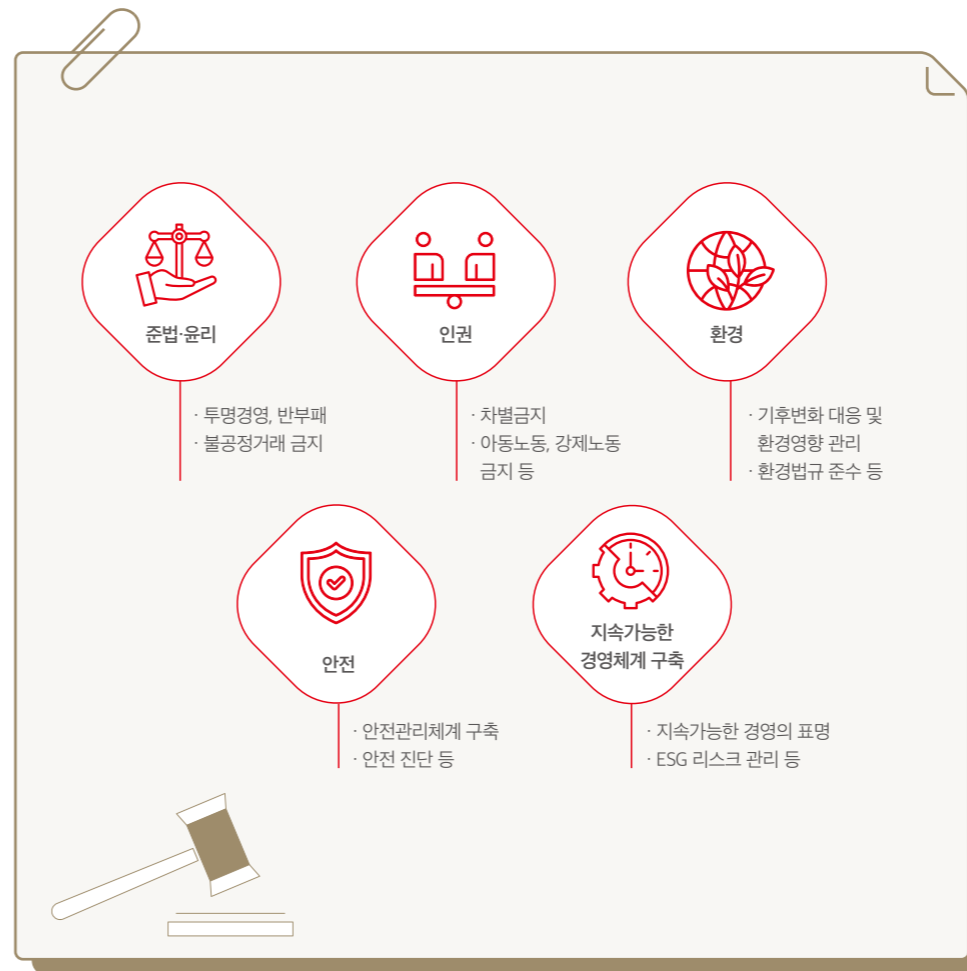 준법·윤리
· 투명경영, 반부패
· 불공정거래 금지
인권
· 차별금지
· 아동노동, 강제노동
금지 등
환경
· 기후변화 대응 및
환경영향 관리
· 환경법규 준수 등
안전
· 안전관리체계 구축
· 안전 진단 등
지속가능한
경영체계 구축
· 지속가능한 경영의 표명
· ESG 리스크 관리 등